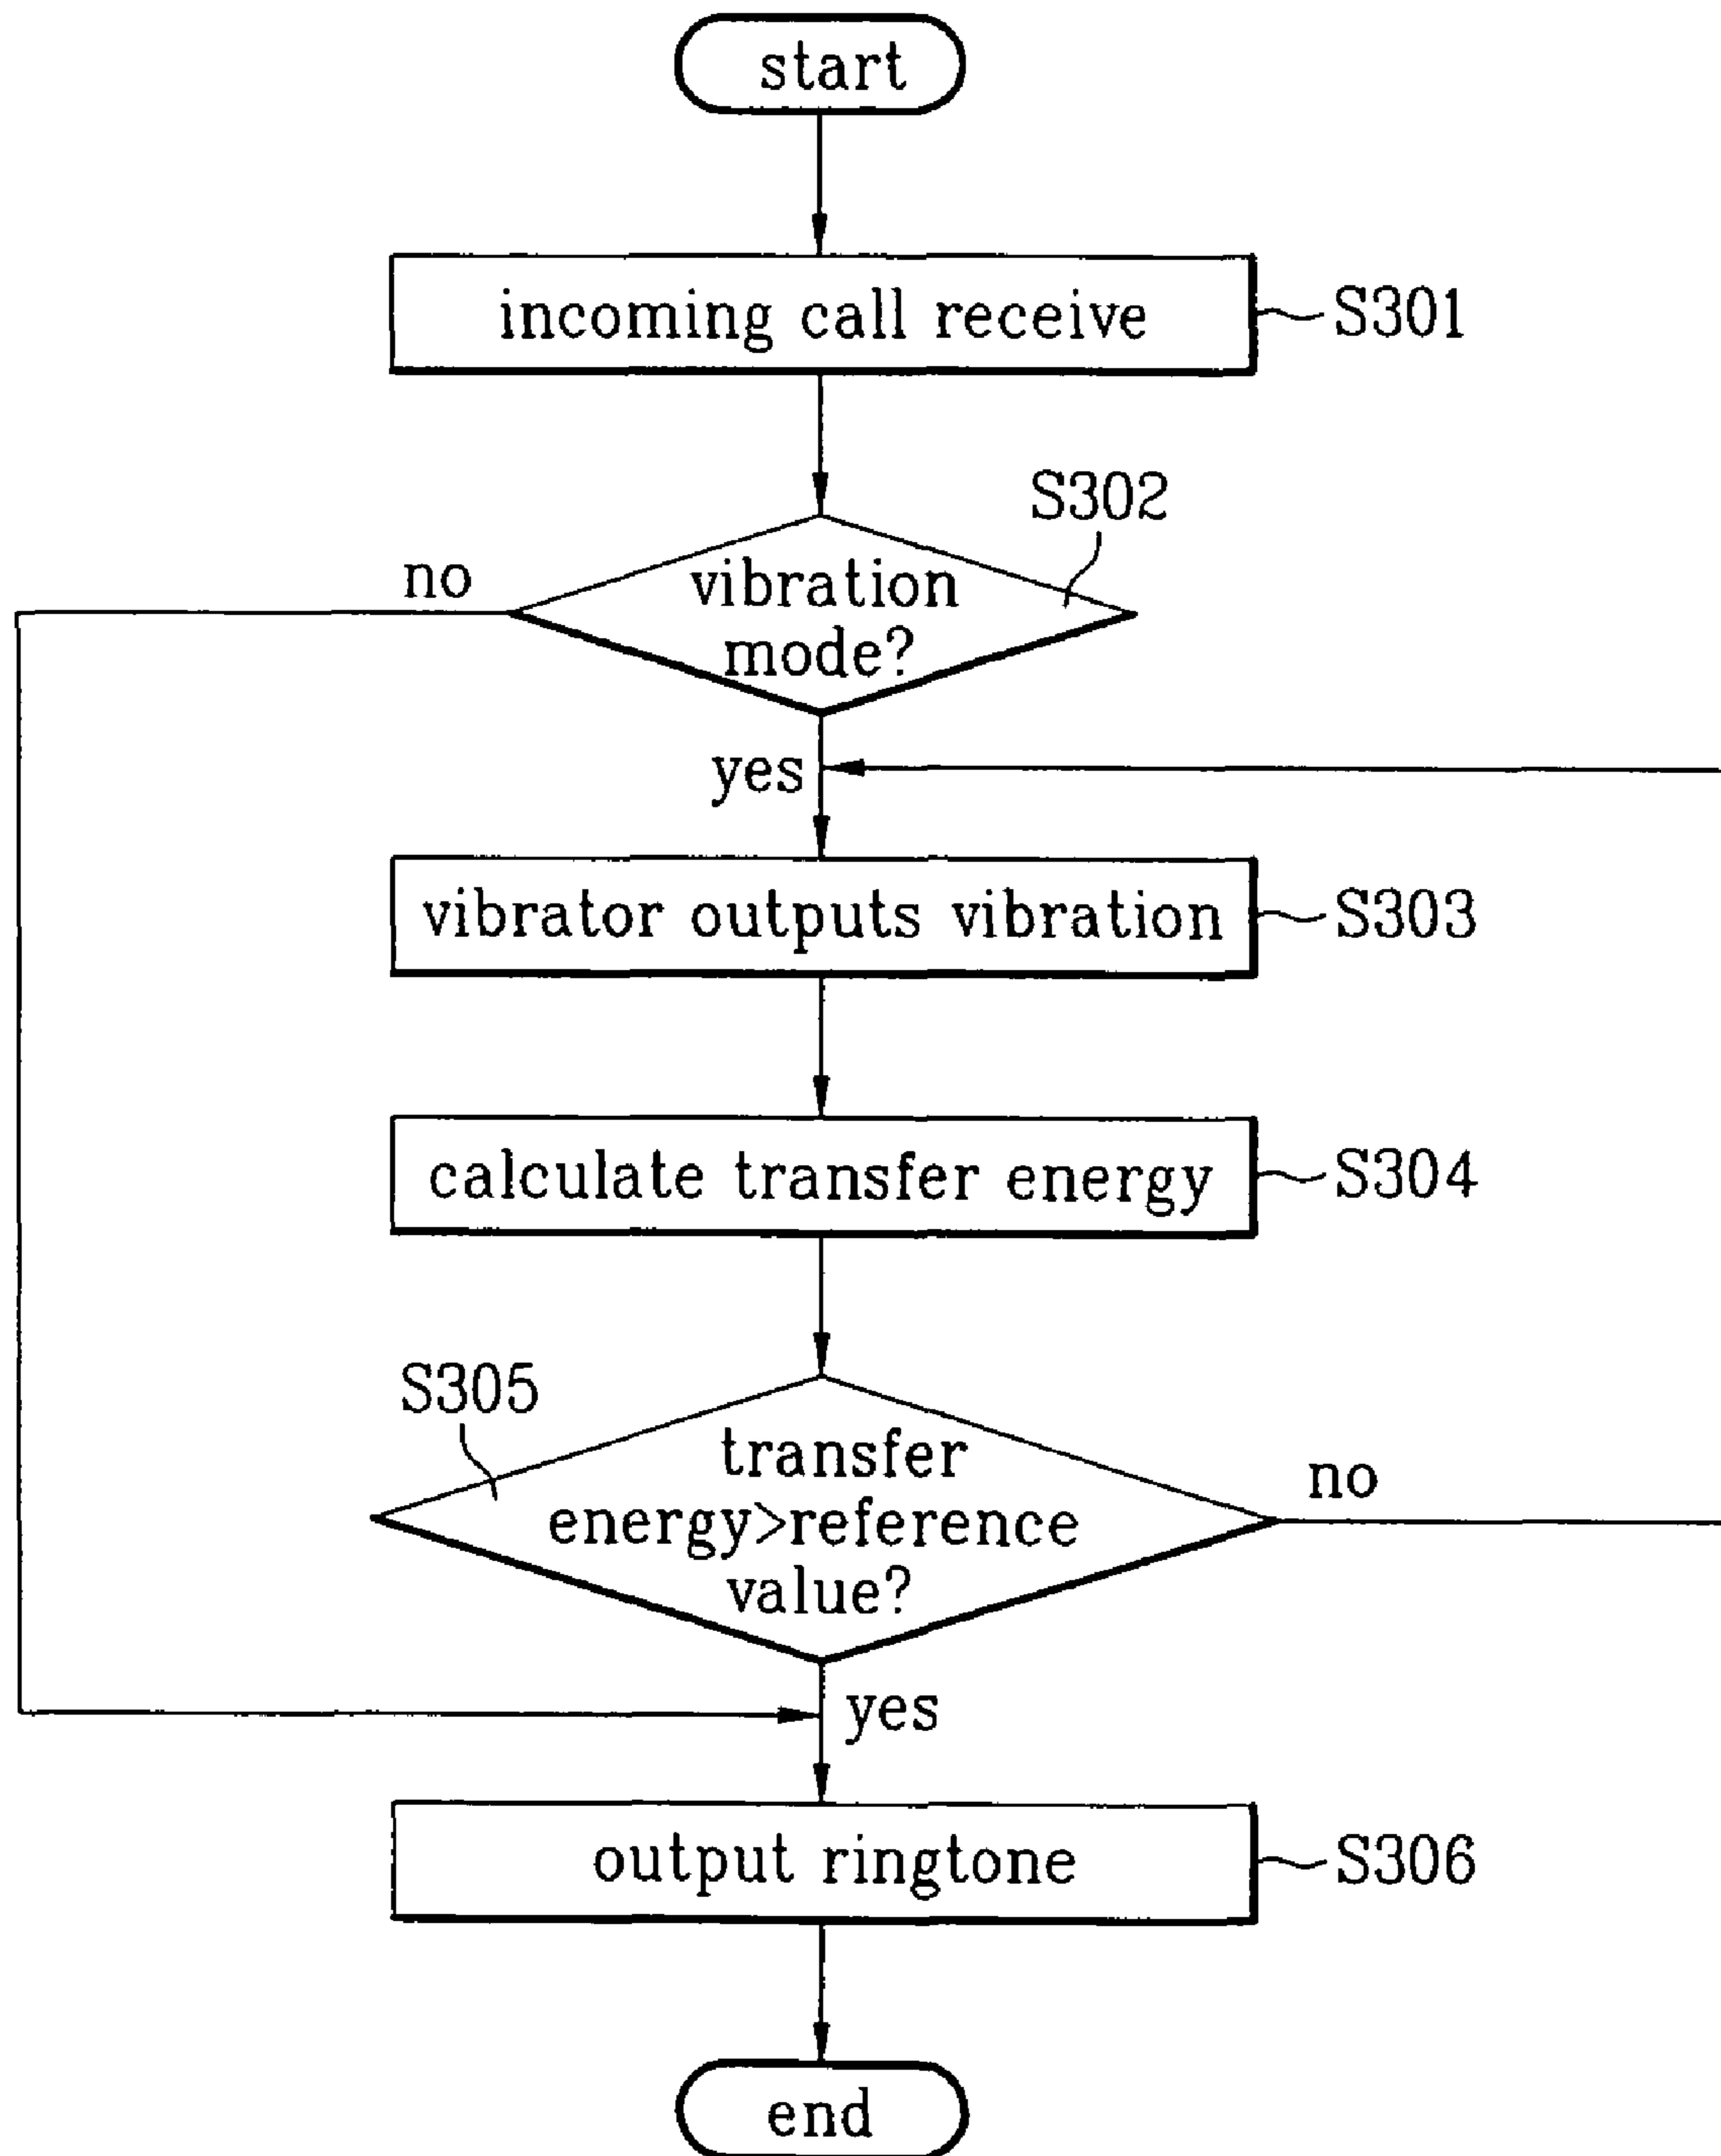 start
incoming call receive
S301
S302
no
vibration
mode?
yes
vibrator outputs vibration
S303
calculate transfer energy
S304
S305
transfer
energy>reference
value?
no
yes
output ringtone
S306
end